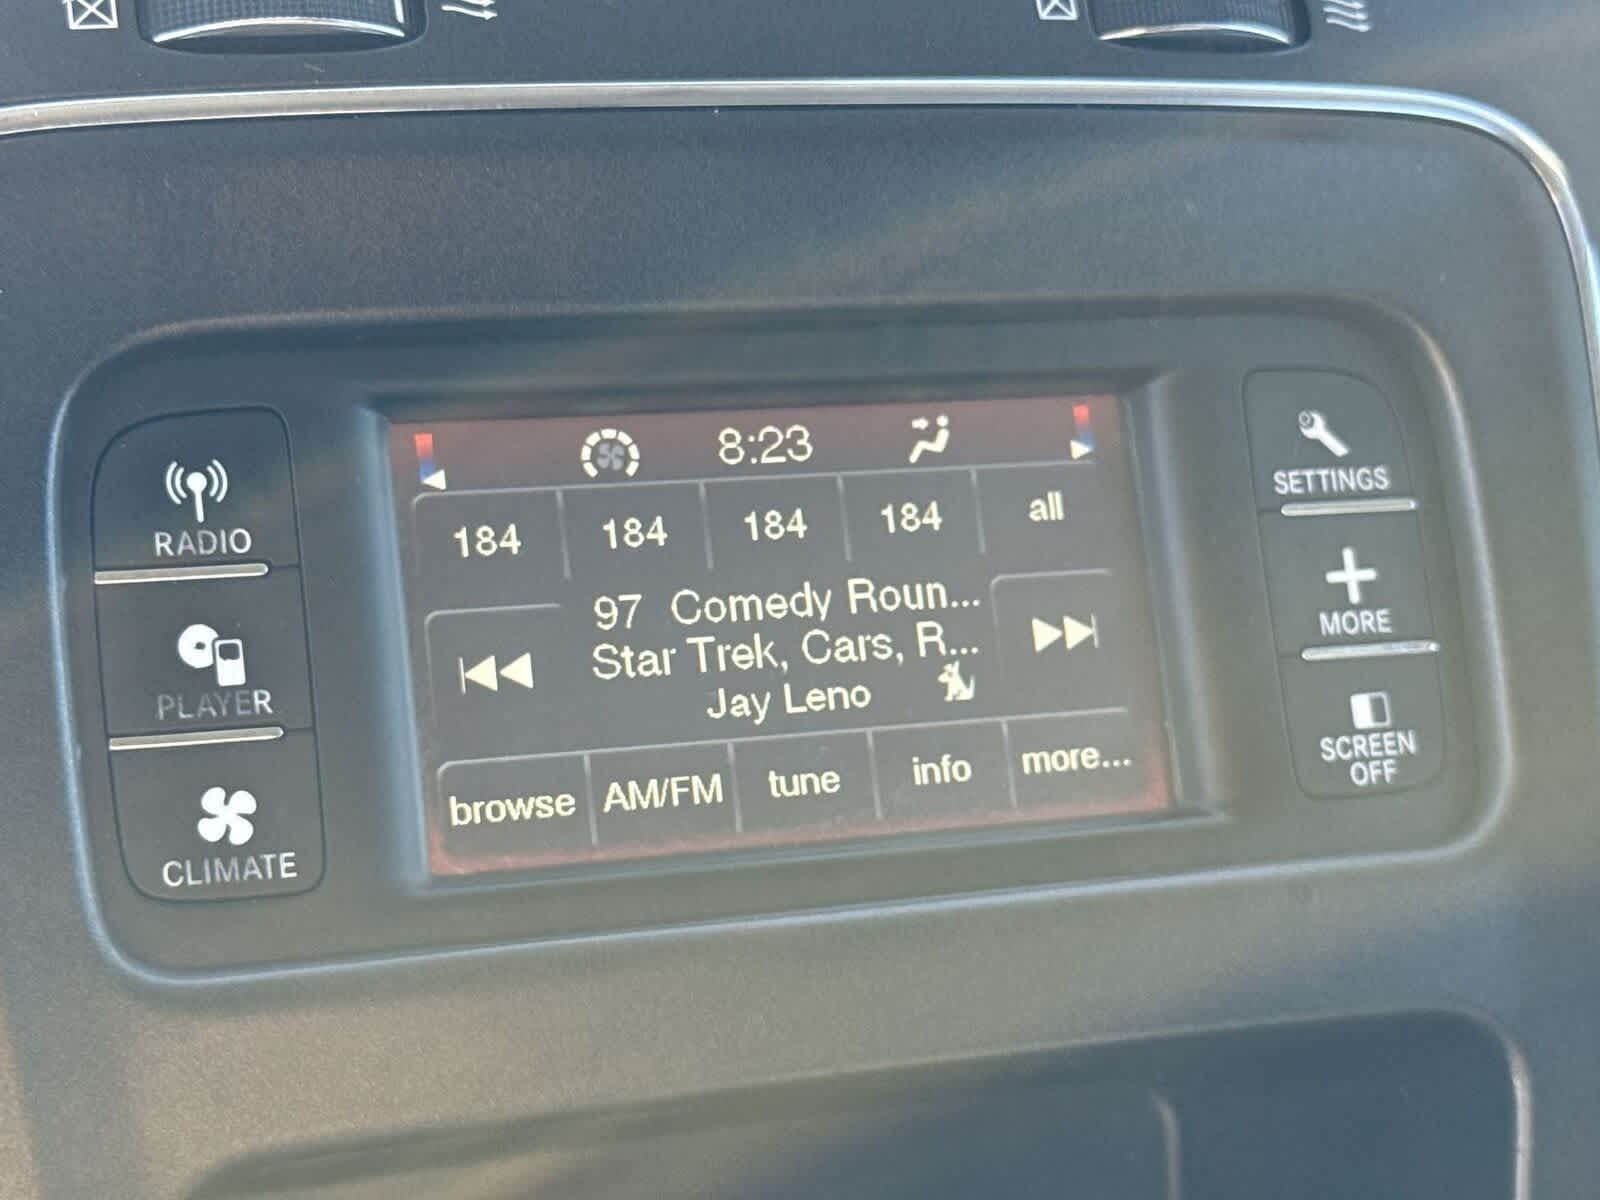 8:23
184 184 184 184 all
97 Comedy Roun...
Star Trek, Cars, R...
Jay Leno
browse AM/FM tune info more...
RADIO
PLAYER
CLIMATE
SETTINGS
MORE
SCREEN
OFF